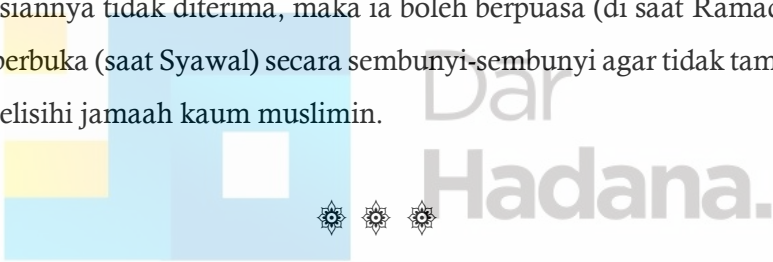 siannya tidak diterima, maka ia boleh berpuasa (di saat Ramad
berbuka (saat Syawal) secara sembunyi-sembunyi agar tidak tam
elisihi jamaah kaum muslimin.
Dar
Hadana.